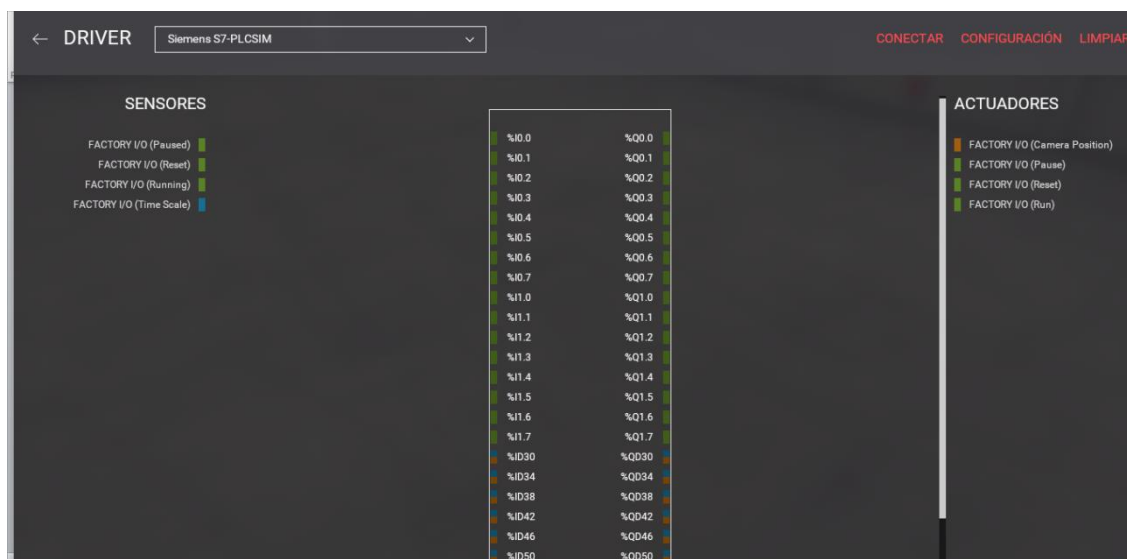 ← DRIVER Siemens S7-PLCSIM CONECTAR CONFIGURACIÓN LIMPIAR
SENSORES
FACTORY I/O (Paused)
FACTORY I/O (Reset)
FACTORY I/O (Running)
FACTORY I/O (Time Scale)
%I0.0 %Q0.0
%I0.1 %Q0.1
%I0.2 %Q0.2
%I0.3 %Q0.3
%I0.4 %Q0.4
%I0.5 %Q0.5
%I0.6 %Q0.6
%I0.7 %Q0.7
%I1.0 %Q1.0
%I1.1 %Q1.1
%I1.2 %Q1.2
%I1.3 %Q1.3
%I1.4 %Q1.4
%I1.5 %Q1.5
%I1.6 %Q1.6
%I1.7 %Q1.7
%ID30 %QD30
%ID34 %QD34
%ID38 %QD38
%ID42 %QD42
%ID46 %QD46
%ID50 %QD50
ACTUADORES
FACTORY I/O (Camera Position)
FACTORY I/O (Pause)
FACTORY I/O (Reset)
FACTORY I/O (Run)